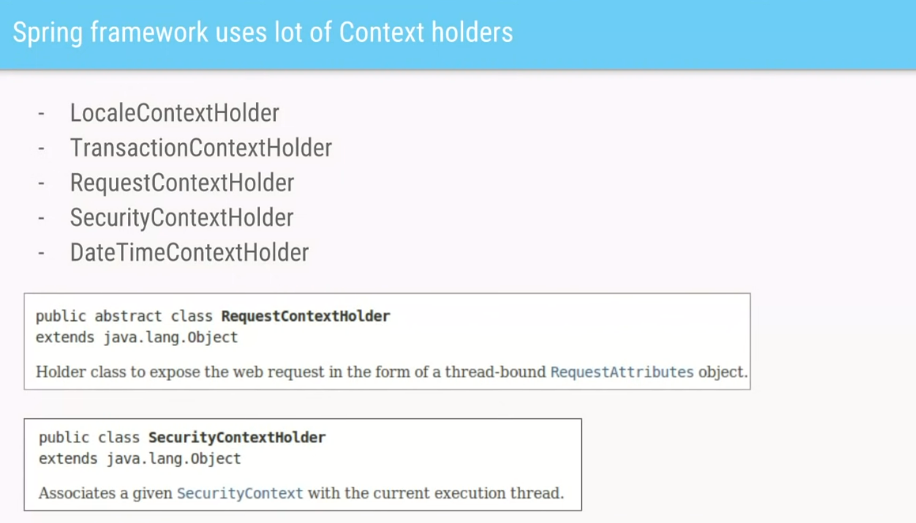 Spring framework uses lot of Context holders
- LocaleContextHolder
- TransactionContextHolder
- RequestContextHolder
- SecurityContextHolder
- DateTimeContextHolder
public abstract class RequestContextHolder
extends java.lang.Object
Holder class to expose the web request in the form of a thread-bound RequestAttributes object.
public class SecurityContextHolder
extends java.lang.Object
Associates a given SecurityContext with the current execution thread.